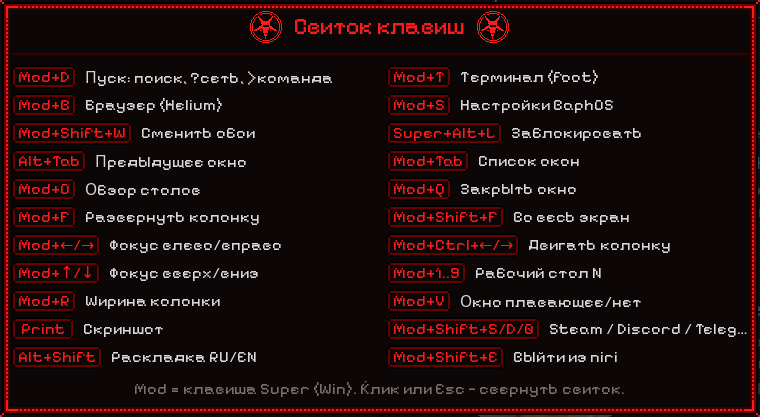 Свиток клавиш
Mod+D Пуск: поиск, ?сеть, >команда
Mod+T Терминал (foot)
Mod+B Браузер (Helium)
Mod+S Настройки BaphOS
Mod+Shift+W Сменить обои
Super+Alt+L Заблокировать
Alt+Tab Предыдущее окно
Mod+Tab Список окон
Mod+O Обзор столов
Mod+Q Закрыть окно
Mod+F Развернуть колонку
Mod+Shift+F Во весь экран
Mod+←/→ Фокус влево/вправо
Mod+Ctrl+←/→ Двигать колонку
Mod+↑/↓ Фокус вверх/вниз
Mod+1..9 Рабочий стол N
Mod+R Ширина колонки
Mod+V Окно плавающее/нет
Print Скриншот
Mod+Shift+S/D/G Steam / Discord / Teleg…
Alt+Shift Раскладка RU/EN
Mod+Shift+E Выйти из niri
Mod = клавиша Super (Win). Клик или Esc - свернуть свиток.